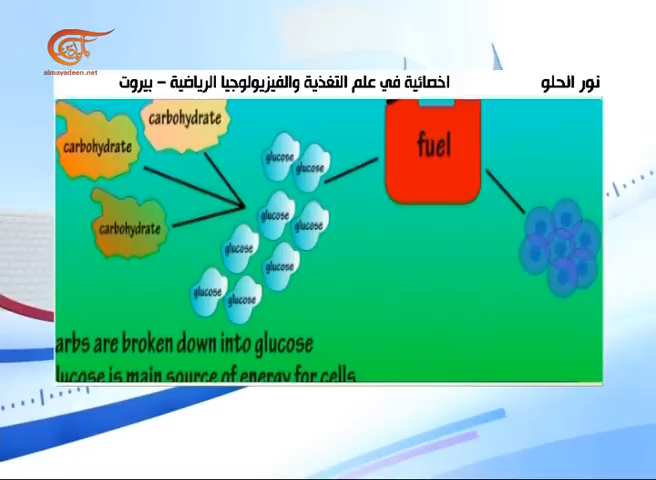 almayadeen.net
نور الحلو
اخصائية في علم التغذية والفيزيولوجيا الرياضية – بيروت
carbohydrate
carbohydrate
carbohydrate
glucose
glucose
glucose
glucose
glucose
glucose
glucose
glucose
fuel
arbs are broken down into glucose
lucose is main source of energy for cells